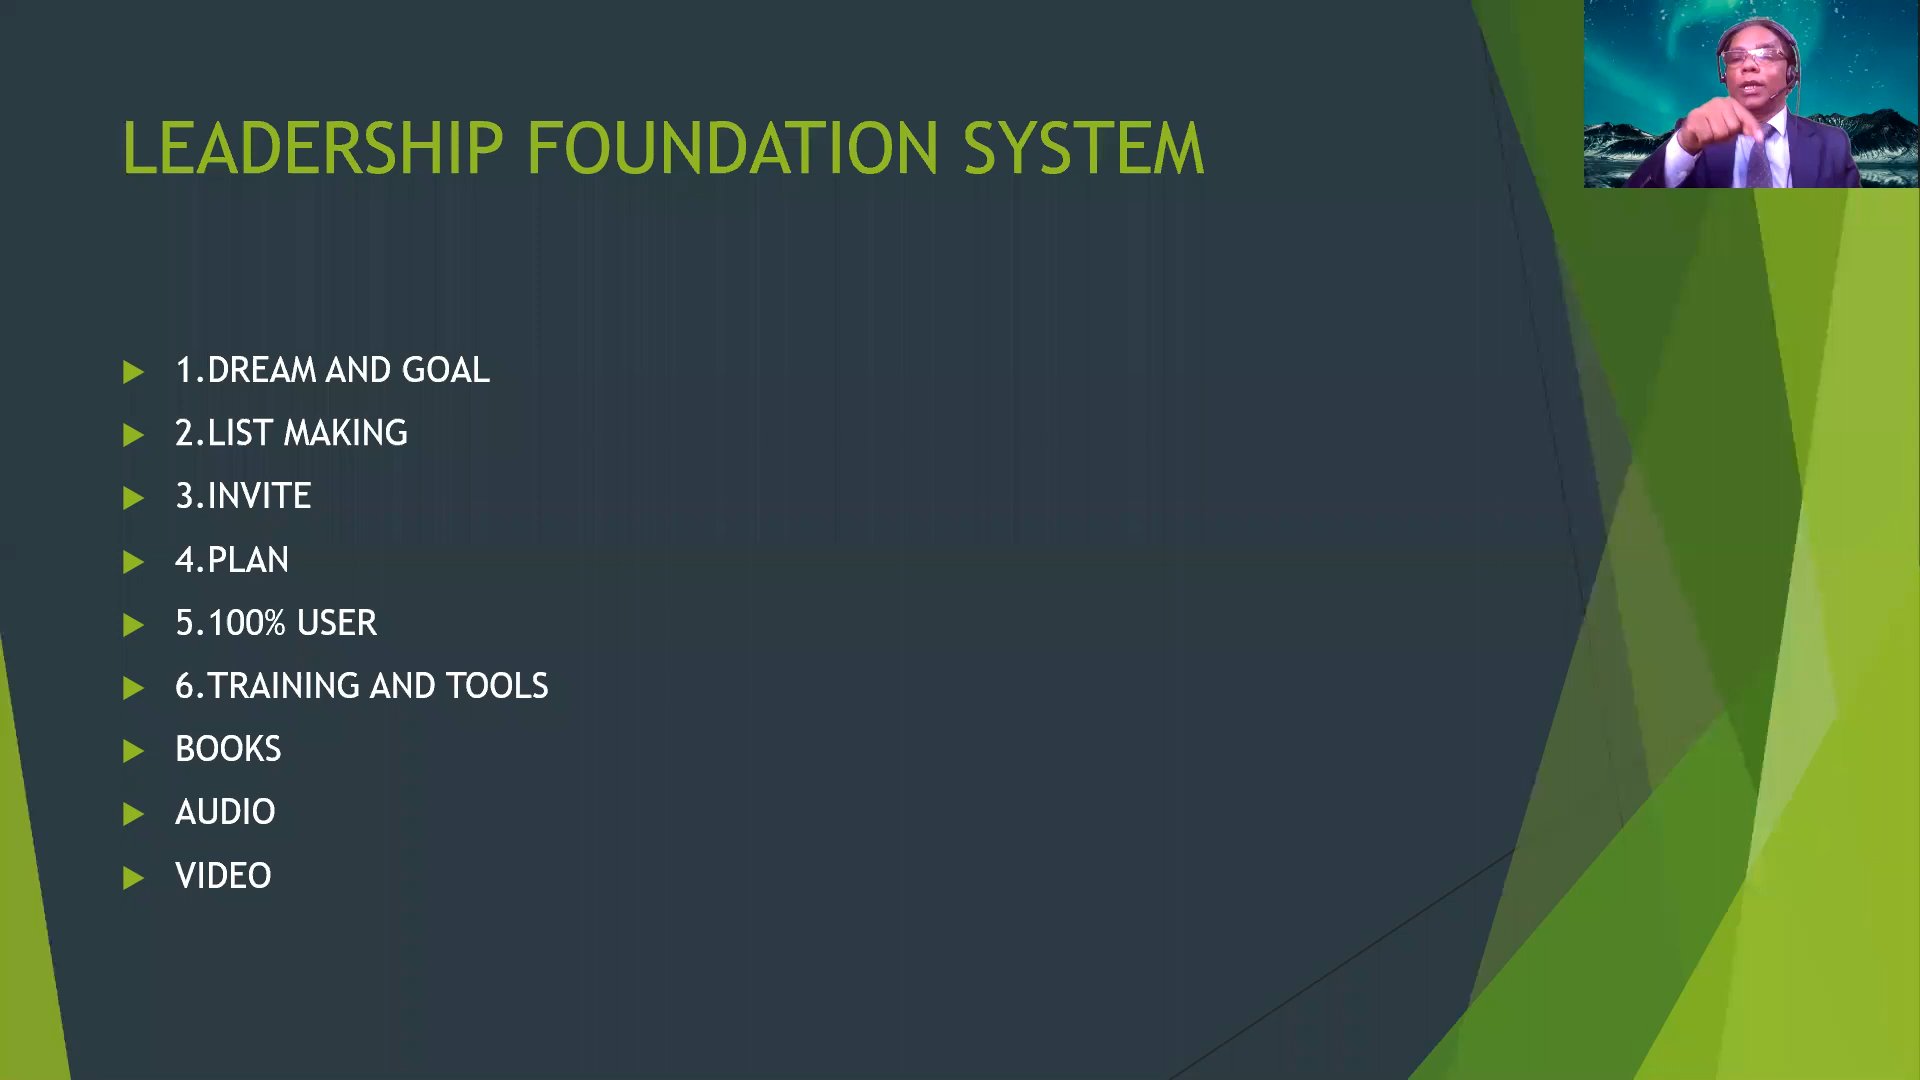 LEADERSHIP FOUNDATION SYSTEM
1.DREAM AND GOAL
2.LIST MAKING
3.INVITE
4.PLAN
5.100% USER
6.TRAINING AND TOOLS
BOOKS
AUDIO
VIDEO